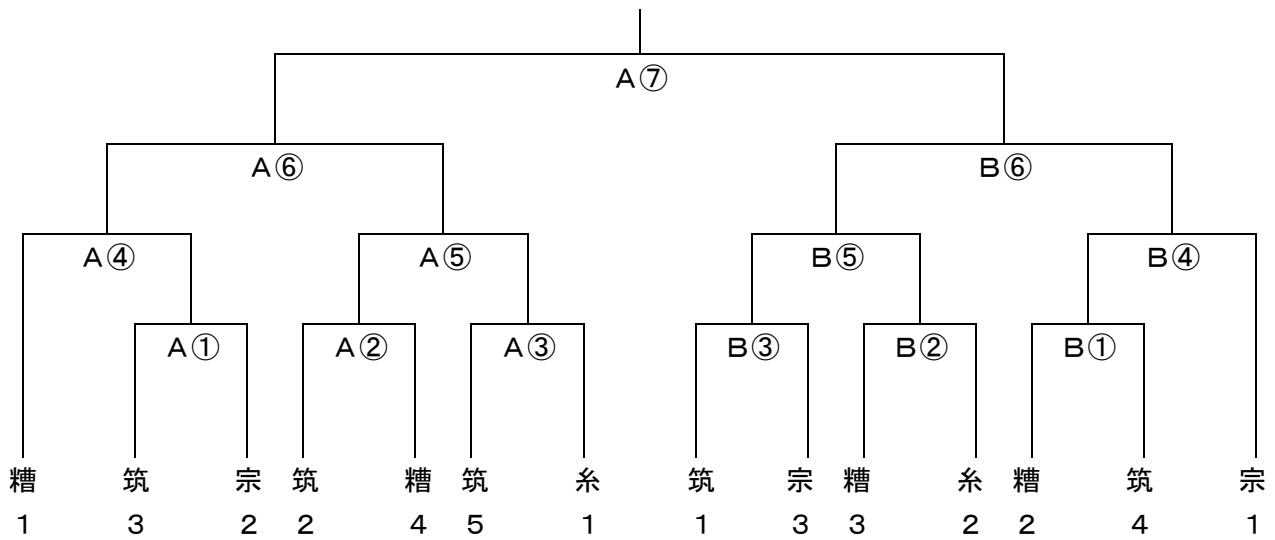 A⑦
A⑥ B⑥
A④ A⑤ B⑤ B④
A① A② A③ B③ B② B①
糟 筑 宗 筑 糟 筑 糸 筑 宗 糟 糸 糟 筑 宗
1 3 2 2 4 5 1 1 3 3 2 2 4 1